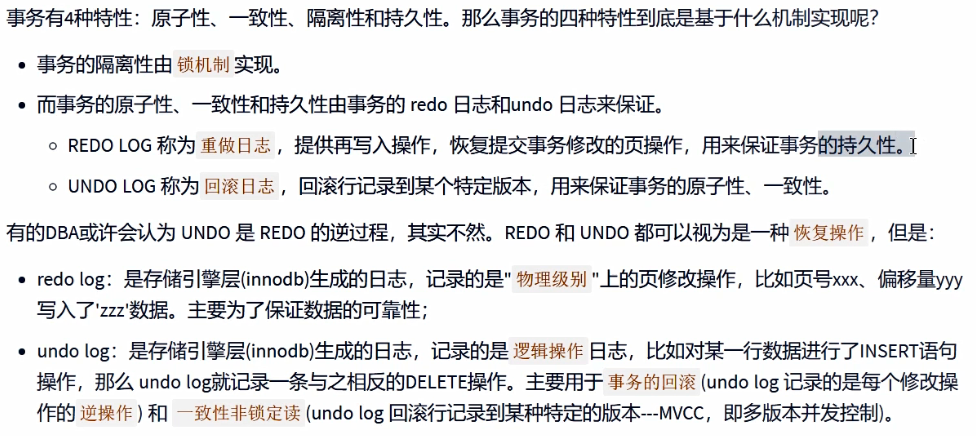 事务有4种特性：原子性、一致性、隔离性和持久性。那么事务的四种特性到底是基于什么机制实现呢？
事务的隔离性由 锁机制 实现。
而事务的原子性、一致性和持久性由事务的 redo 日志和undo 日志来保证。
REDO LOG 称为 重做日志 ，提供再写入操作，恢复提交事务修改的页操作，用来保证事务的持久性。
UNDO LOG 称为 回滚日志 ，回滚行记录到某个特定版本，用来保证事务的原子性、一致性。
有的DBA或许会认为 UNDO 是 REDO 的逆过程，其实不然。REDO 和 UNDO 都可以视为是一种 恢复操作 ，但是：
redo log：是存储引擎层(innodb)生成的日志，记录的是" 物理级别 "上的页修改操作，比如页号xxx、偏移量yyy
写入了'zzz'数据。主要为了保证数据的可靠性；
undo log：是存储引擎层(innodb)生成的日志，记录的是 逻辑操作 日志，比如对某一行数据进行了INSERT语句
操作，那么 undo log就记录一条与之相反的DELETE操作。主要用于 事务的回滚 (undo log 记录的是每个修改操
作的 逆操作 ) 和 一致性非锁定读 (undo log 回滚行记录到某种特定的版本---MVCC，即多版本并发控制)。